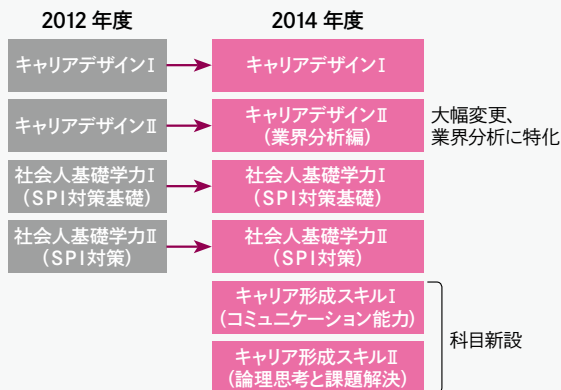 2012 年度
2014 年度
キャリアデザインⅠ
キャリアデザインⅠ
キャリアデザインⅡ
キャリアデザインⅡ
(業界分析編)
大幅変更、
業界分析に特化
社会人基礎学力Ⅰ
(SPI対策基礎)
社会人基礎学力Ⅰ
(SPI対策基礎)
社会人基礎学力Ⅱ
(SPI対策)
社会人基礎学力Ⅱ
(SPI対策)
キャリア形成スキルⅠ
(コミュニケーション能力)
キャリア形成スキルⅡ
(論理思考と課題解決)
科目新設